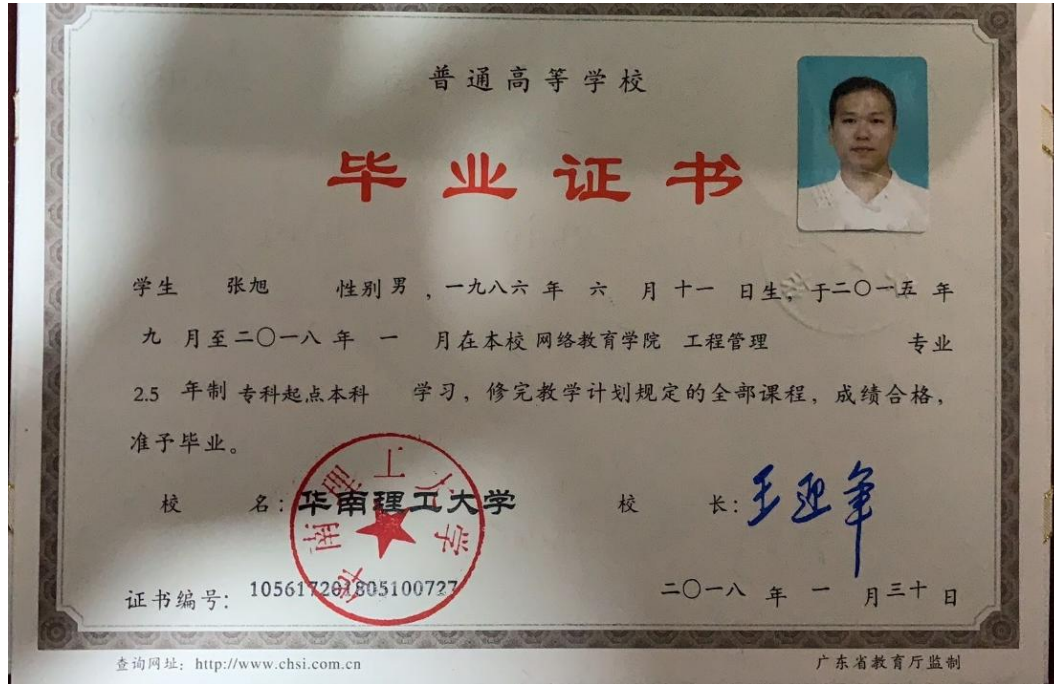 普通高等学校
毕业证书
学生 张旭 性别 男 ，一九八六 年 六 月 十一 日生，于二〇一五 年
九 月至二〇一八 年 一 月在本校 网络教育学院 工程管理 专业
2.5 年制 专科起点本科 学习，修完教学计划规定的全部课程，成绩合格，
准予毕业。
校 名：华南理工大学 校 长：王迎军
华南理工大学
证书编号：105617201805100727 二〇一八 年 一 月三十 日
查询网址：http://www.chsi.com.cn 广东省教育厅监制